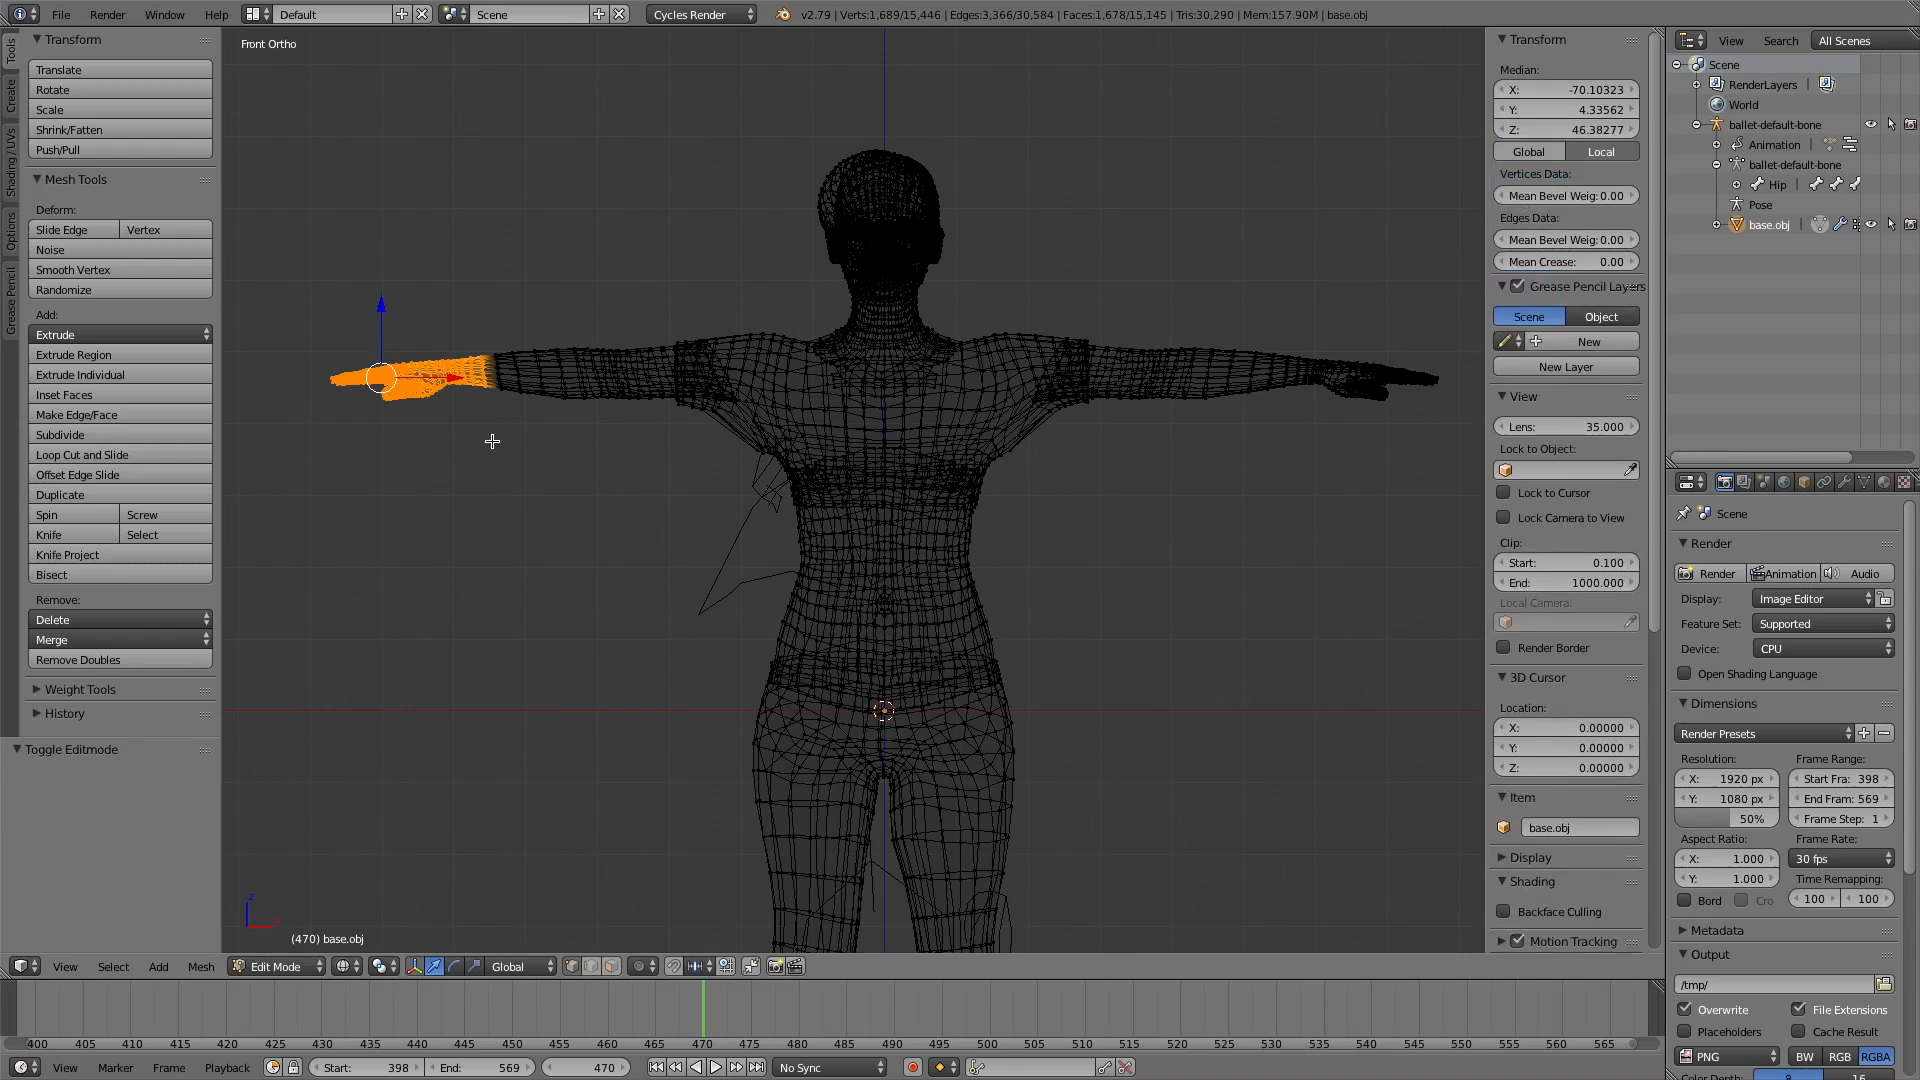 File Render Window Help Default Scene Cycles Render v2.79 | Verts:1,689/15,446 | Edges:3,366/30,584 | Faces:1,678/15,145 | Tris:30,290 | Mem:157.90M | base.obj
Tools
Create
Shading / UVs
Options
Grease Pencil
Transform
Translate
Rotate
Scale
Shrink/Fatten
Push/Pull
Mesh Tools
Deform:
Slide Edge Vertex
Noise
Smooth Vertex
Randomize
Add:
Extrude
Extrude Region
Extrude Individual
Inset Faces
Make Edge/Face
Subdivide
Loop Cut and Slide
Offset Edge Slide
Duplicate
Spin Screw
Knife Select
Knife Project
Bisect
Remove:
Delete
Merge
Remove Doubles
Weight Tools
History
Toggle Editmode
Front Ortho
(470) base.obj
Transform
Median:
X: -70.10323
Y: 4.33562
Z: 46.38277
Global Local
Vertices Data:
Mean Bevel Weig: 0.00
Edges Data:
Mean Bevel Weig: 0.00
Mean Crease: 0.00
Grease Pencil Layers
Scene Object
New
New Layer
View
Lens: 35.000
Lock to Object:
Lock to Cursor
Lock Camera to View
Clip:
Start: 0.100
End: 1000.000
Local Camera:
Render Border
3D Cursor
Location:
X: 0.00000
Y: 0.00000
Z: 0.00000
Item
base.obj
Display
Shading
Backface Culling
Motion Tracking
View Search All Scenes
Scene
RenderLayers
World
ballet-default-bone
Animation
ballet-default-bone
Hip
Pose
base.obj
Scene
Render
Render Animation Audio
Display: Image Editor
Feature Set: Supported
Device: CPU
Open Shading Language
Dimensions
Render Presets
Resolution: Frame Range:
X: 1920 px Start Fra: 398
Y: 1080 px End Fram: 569
50% Frame Step: 1
Aspect Ratio: Frame Rate:
X: 1.000 30 fps
Y: 1.000 Time Remapping:
Bord Cro 100 100
Metadata
Output
/tmp/
Overwrite File Extensions
Placeholders Cache Result
PNG BW RGB RGBA
Color Depth: 8 16
View Select Add Mesh Edit Mode Global
400 405 410 415 420 425 430 435 440 445 450 455 460 465 470 475 480 485 490 495 500 505 510 515 520 525 530 535 540 545 550 555 560 565
View Marker Frame Playback Start: 398 End: 569 470 No Sync